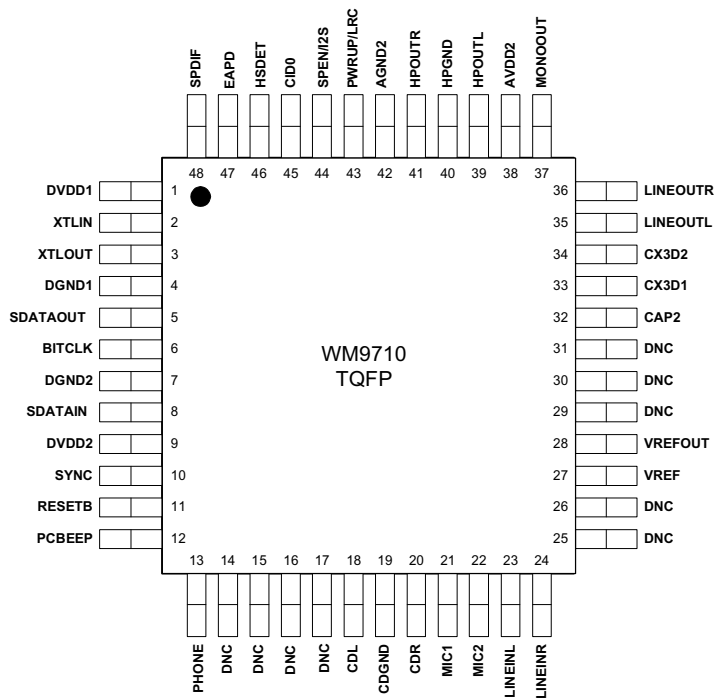 SPDIF EAPD HSDET CID0 SPEN/I2S PWRUP/LRC AGND2 HPOUTR HPGND HPOUTL AVDD2 MONOOUT
48 47 46 45 44 43 42 41 40 39 38 37
DVDD1 1 36 LINEOUTR
XTLIN 2 35 LINEOUTL
XTLOUT 3 34 CX3D2
DGND1 4 33 CX3D1
SDATAOUT 5 32 CAP2
BITCLK 6 31 DNC
WM9710
DGND2 7 30 DNC
TQFP
SDATAIN 8 29 DNC
DVDD2 9 28 VREFOUT
SYNC 10 27 VREF
RESETB 11 26 DNC
PCBEEP 12 25 DNC
13 14 15 16 17 18 19 20 21 22 23 24
PHONE DNC DNC DNC DNC CDL CDGND CDR MIC1 MIC2 LINEINL LINEINR